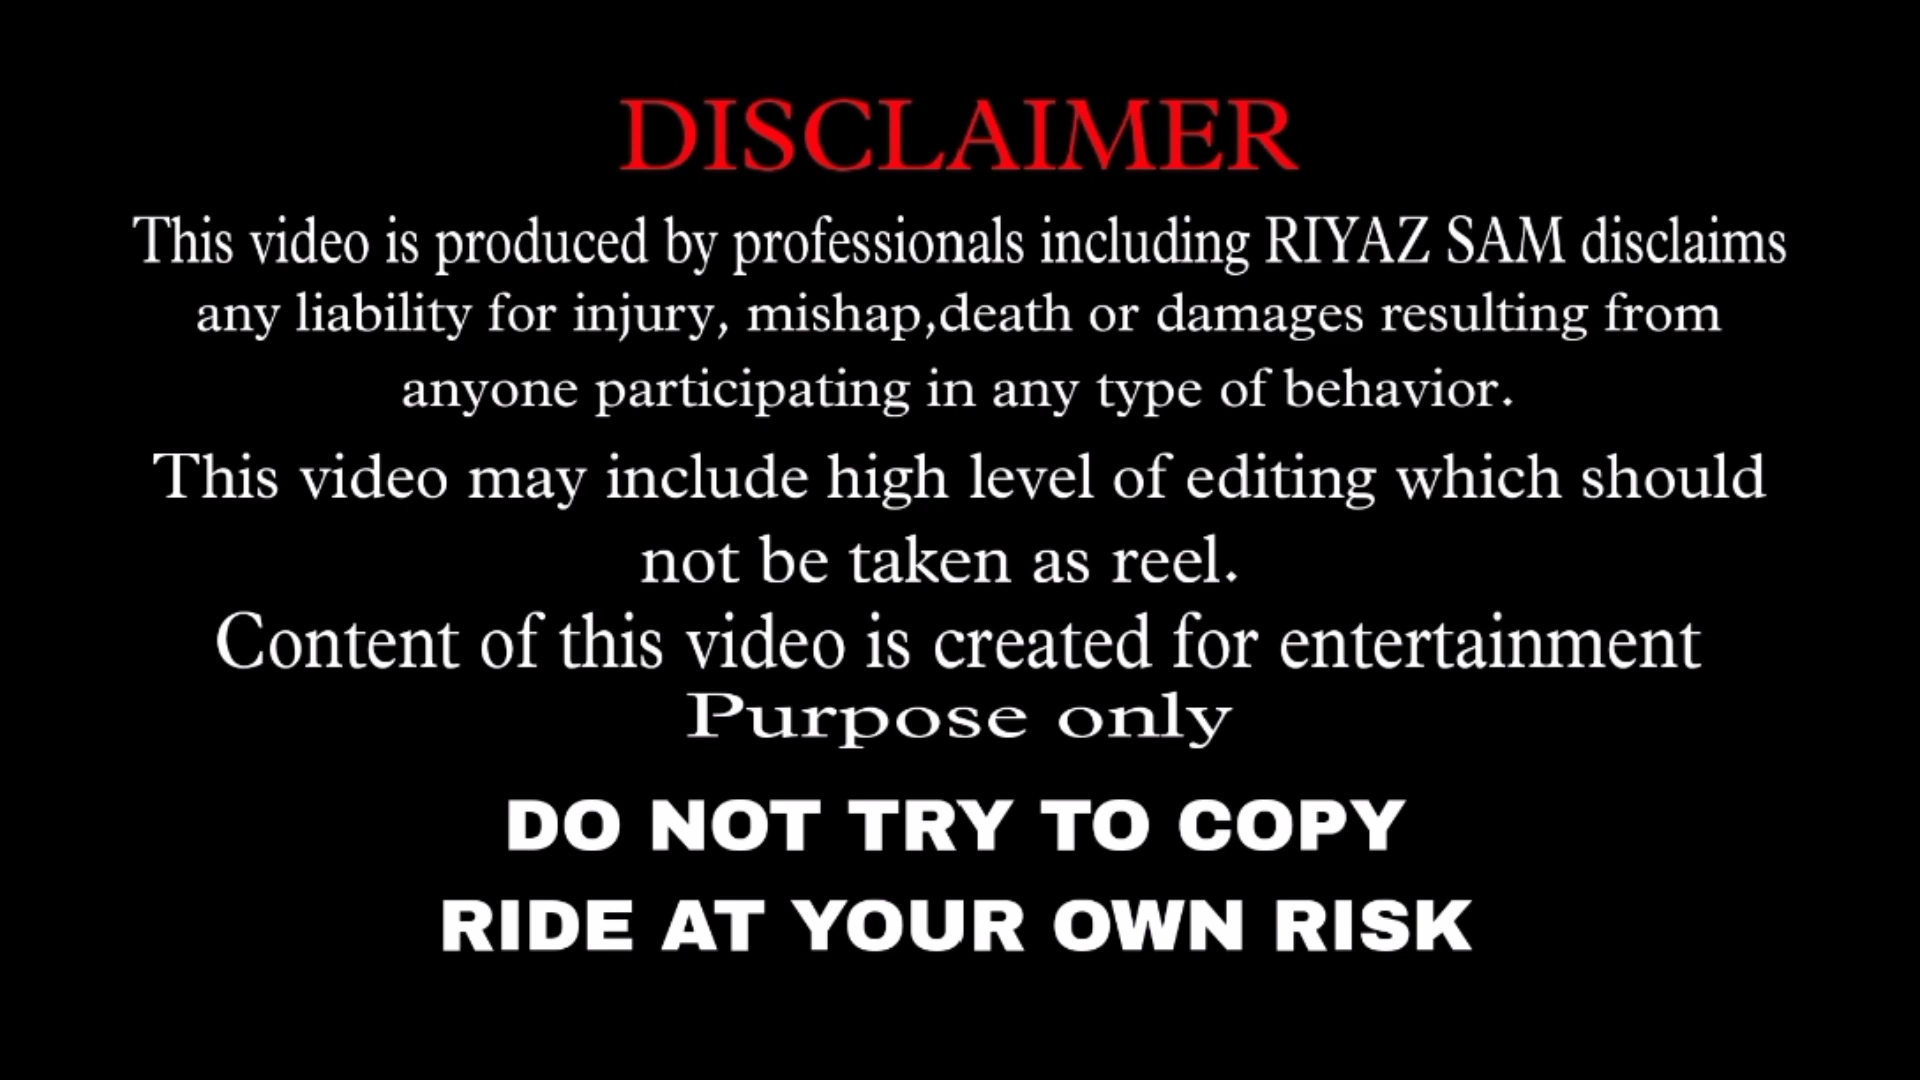 DISCLAIMER
This video is produced by professionals including RIYAZ SAM disclaims
any liability for injury, mishap,death or damages resulting from
anyone participating in any type of behavior.
This video may include high level of editing which should
not be taken as reel.
Content of this video is created for entertainment
Purpose only
DO NOT TRY TO COPY
RIDE AT YOUR OWN RISK